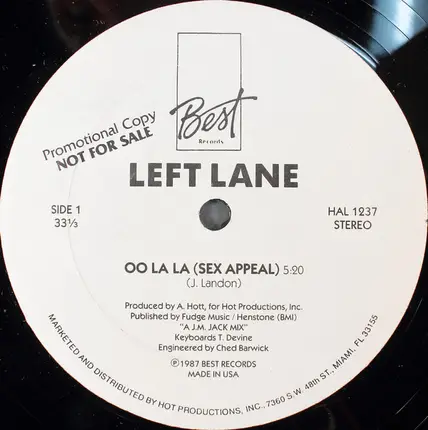 Best
Records
Promotional Copy
NOT FOR SALE
LEFT LANE
SIDE 1
33⅓
HAL 1237
STEREO
OO LA LA (SEX APPEAL) 5:20
(J. Landon)
Produced by A. Hott, for Hot Productions, Inc.
Published by Fudge Music / Henstone (BMI)
"A J.M. JACK MIX"
Keyboards T. Devine
Engineered by Ched Barwick
℗ 1987 BEST RECORDS
MADE IN USA
MARKETED AND DISTRIBUTED BY HOT PRODUCTIONS, INC., 7360 S.W. 48th ST., MIAMI, FL 33155